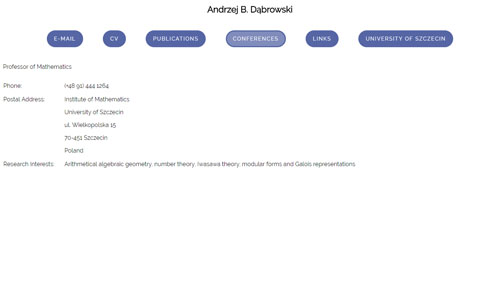 Andrzej B. Dąbrowski
E-MAIL CV PUBLICATIONS CONFERENCES LINKS UNIVERSITY OF SZCZECIN
Professor of Mathematics
Phone: (+48 91) 444 1264
Postal Address: Institute of Mathematics
University of Szczecin
ul. Wielkopolska 15
70-451 Szczecin
Poland
Research Interests: Arithmetical algebraic geometry, number theory, Iwasawa theory, modular forms and Galois representations